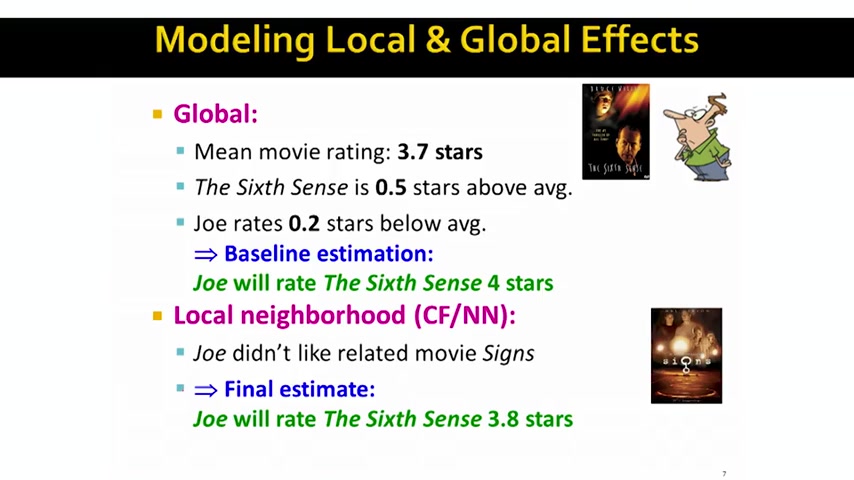 Modeling Local & Global Effects
Global:
Mean movie rating: 3.7 stars
The Sixth Sense is 0.5 stars above avg.
Joe rates 0.2 stars below avg.
⇒ Baseline estimation:
Joe will rate The Sixth Sense 4 stars
Local neighborhood (CF/NN):
Joe didn't like related movie Signs
⇒ Final estimate:
Joe will rate The Sixth Sense 3.8 stars
BRUCE WILLIS
THE SIXTH SENSE
signs
7